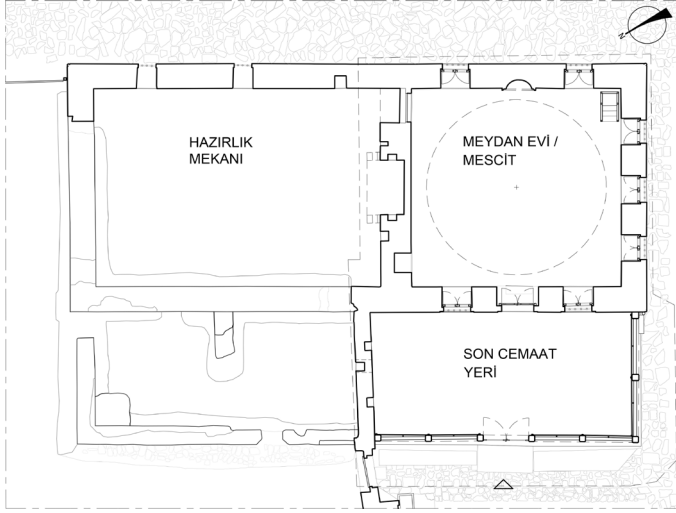 N
HAZIRLIK
MEKANI
MEYDAN EVİ /
MESCİT
SON CEMAAT
YERİ